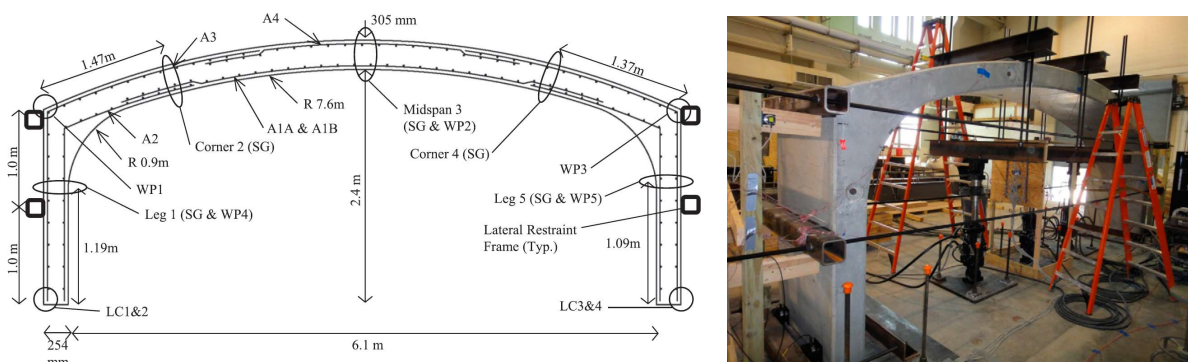 A4
305 mm
A3
1.47m
1.37m
R 7.6m
A1A & A1B
Midspan 3
(SG & WP2)
A2
R 0.9m
Corner 2 (SG)
Corner 4 (SG)
WP1
WP3
1.0 m
Leg 1 (SG & WP4)
2.4 m
Leg 5 (SG & WP5)
Lateral Restraint
Frame (Typ.)
1.0 m
1.19m
1.09m
LC1&2
LC3&4
254
mm
6.1 m